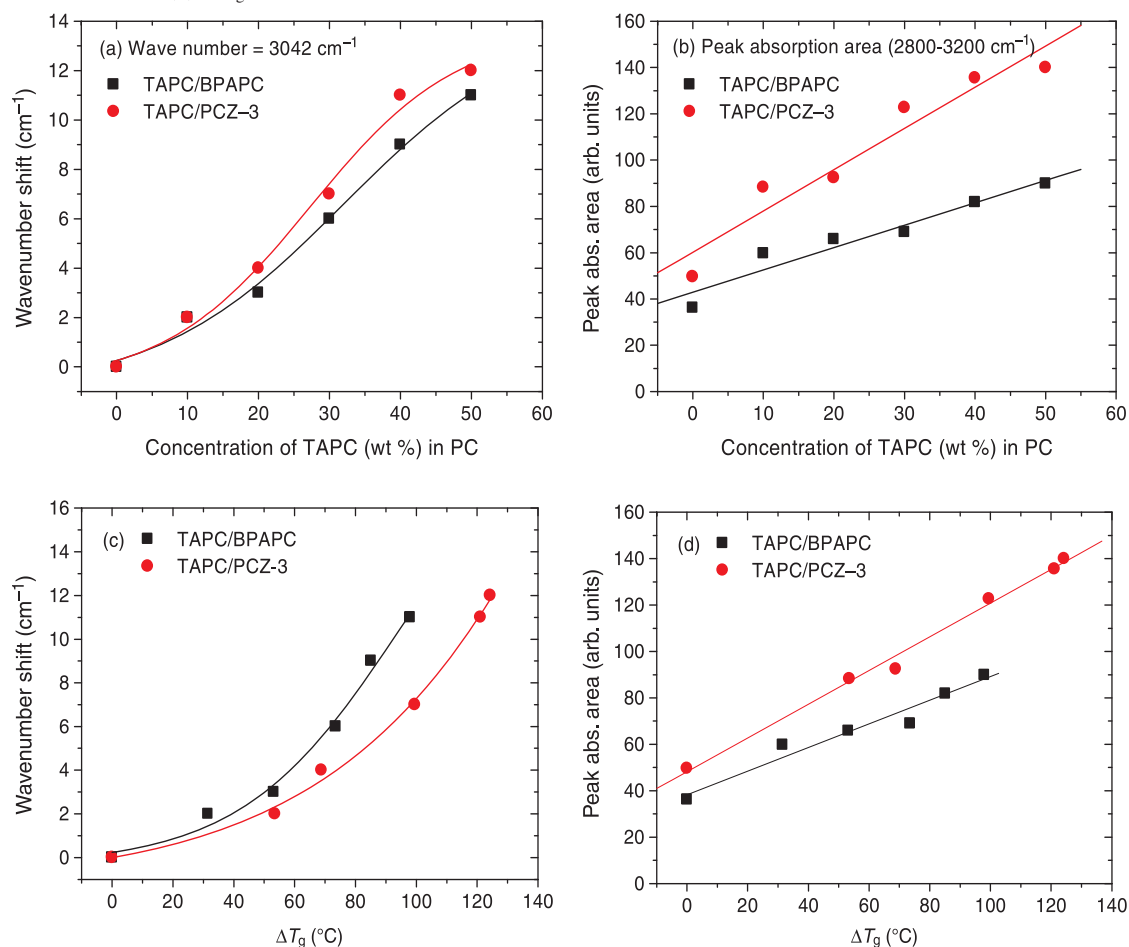 (a) Wave number = 3042 cm⁻¹
TAPC/BPAPC
TAPC/PCZ–3
Wavenumber shift (cm⁻¹)
0
2
4
6
8
10
12
14
0 10 20 30 40 50 60
Concentration of TAPC (wt %) in PC
(b) Peak absorption area (2800-3200 cm⁻¹)
TAPC/BPAPC
TAPC/PCZ–3
Peak abs. area (arb. units)
160
140
120
100
80
60
40
20
0
0 10 20 30 40 50 60
Concentration of TAPC (wt %) in PC
(c)
TAPC/BPAPC
TAPC/PCZ-3
Wavenumber shift (cm⁻¹)
16
14
12
10
8
6
4
2
0
0 20 40 60 80 100 120 140
ΔTg (°C)
(d)
TAPC/BPAPC
TAPC/PCZ–3
Peak abs. area (arb. units)
160
140
120
100
80
60
40
20
0
0 20 40 60 80 100 120 140
ΔTg (°C)